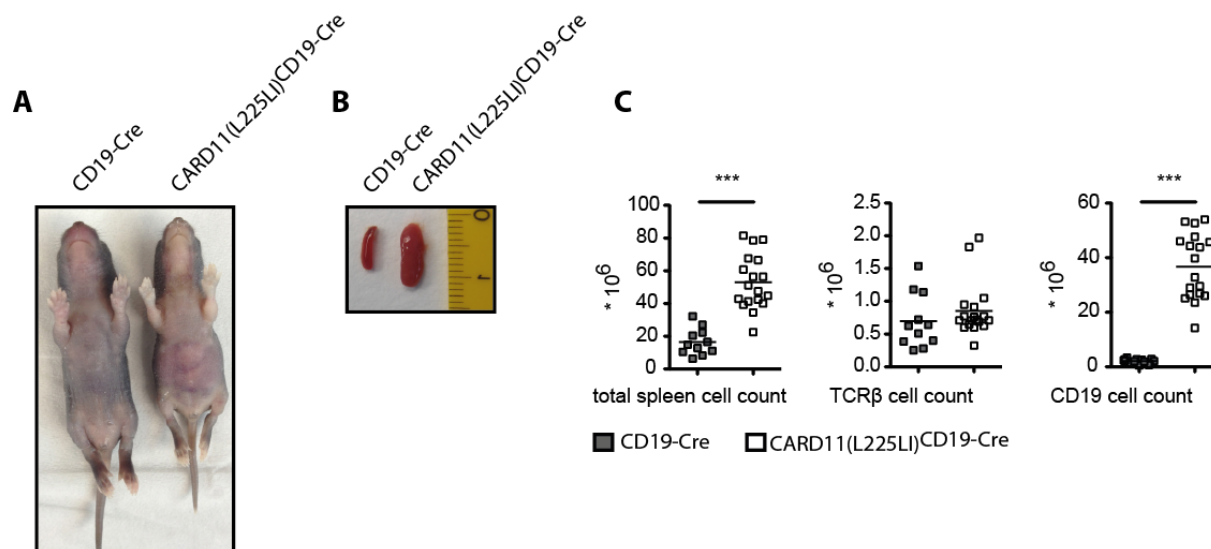 A
CD19-Cre
CARD11(L225LI)CD19-Cre
B
CD19-Cre
CARD11(L225LI)CD19-Cre
0
1
C
***
100
80
60
40
20
0
* 10^6
total spleen cell count
2.5
2.0
1.5
1.0
0.5
0.0
* 10^6
TCRβ cell count
***
60
40
20
0
* 10^6
CD19 cell count
CD19-Cre
CARD11(L225LI)CD19-Cre